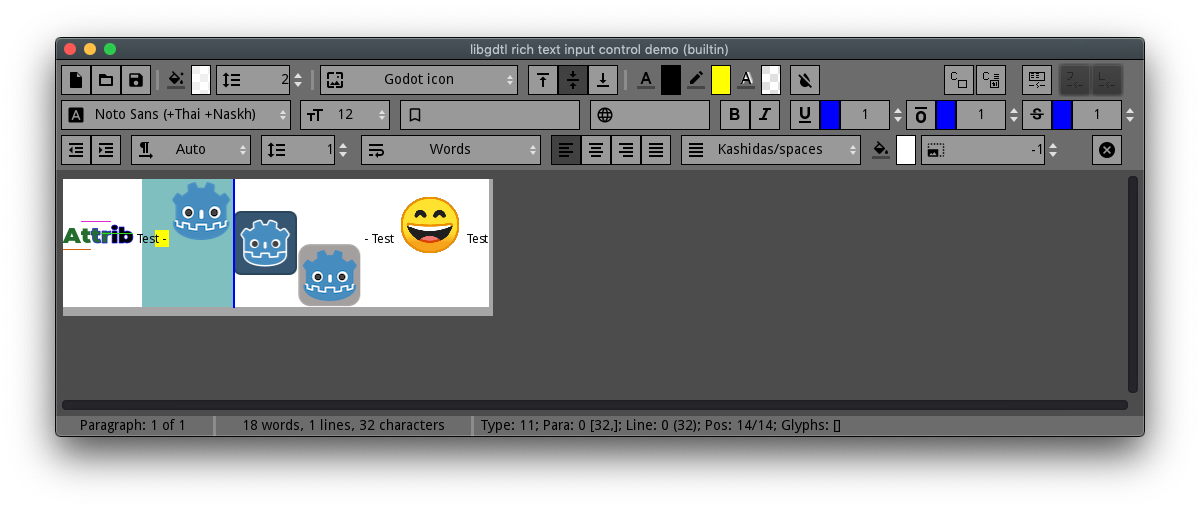 libgdtl rich text input control demo (builtin)
2 Godot icon A A
A Noto Sans (+Thai +Naskh) TT 12 B I U 1 O 1 S 1
Auto 1 Words Kashidas/spaces -1
Attrib Test - - Test Test
Paragraph: 1 of 1 18 words, 1 lines, 32 characters Type: 11; Para: 0 [32,]; Line: 0 (32); Pos: 14/14; Glyphs: []